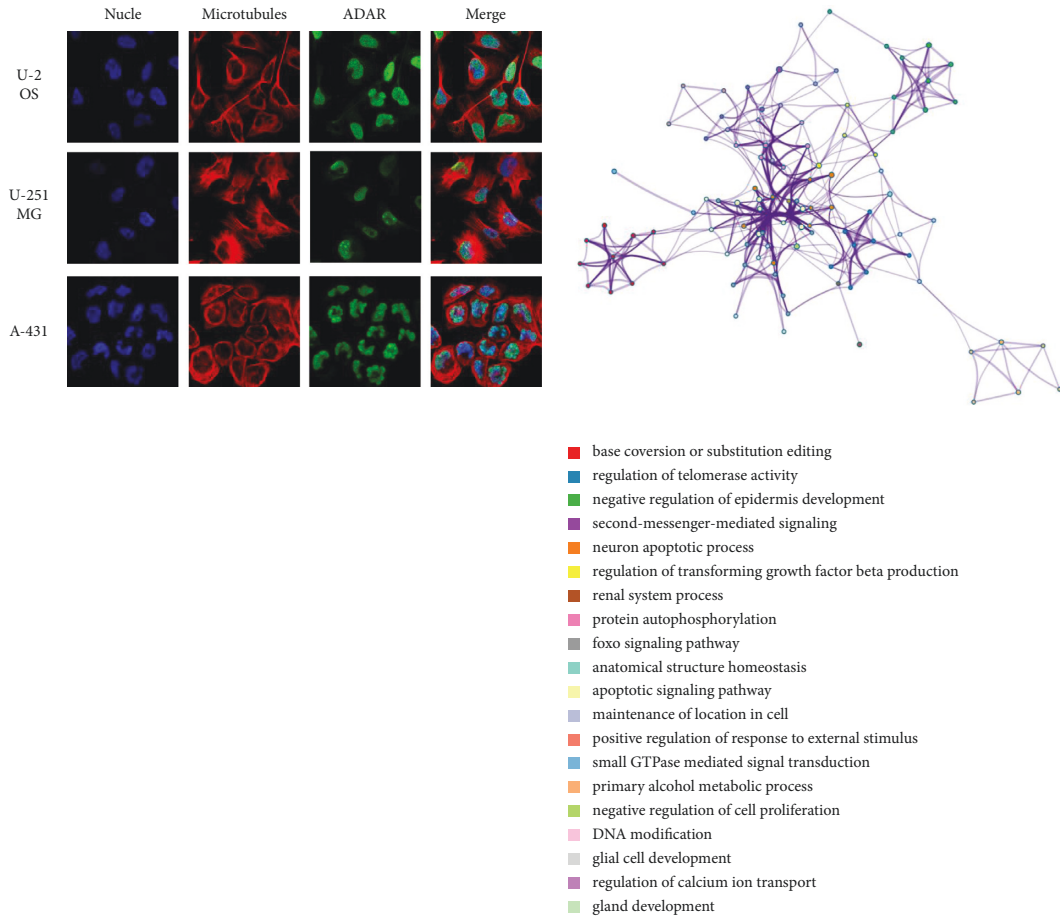 Nucle Microtubules ADAR Merge
U-2
OS
U-251
MG
A-431
base coversion or substitution editing
regulation of telomerase activity
negative regulation of epidermis development
second-messenger-mediated signaling
neuron apoptotic process
regulation of transforming growth factor beta production
renal system process
protein autophosphorylation
foxo signaling pathway
anatomical structure homeostasis
apoptotic signaling pathway
maintenance of location in cell
positive regulation of response to external stimulus
small GTPase mediated signal transduction
primary alcohol metabolic process
negative regulation of cell proliferation
DNA modification
glial cell development
regulation of calcium ion transport
gland development